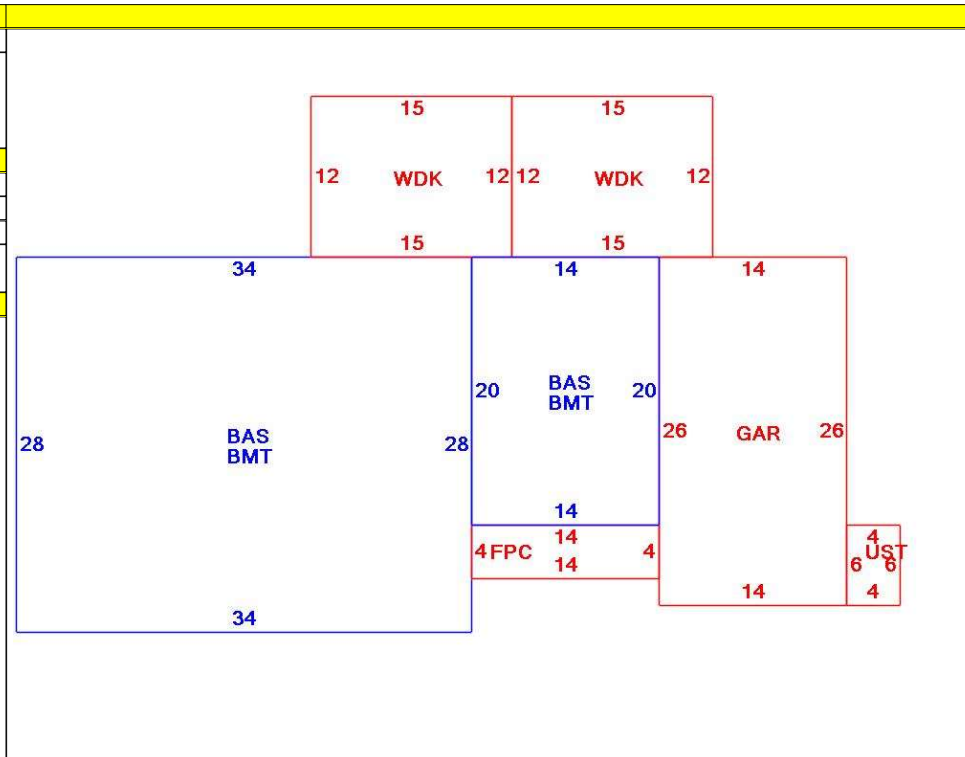 15 15
12 WDK 12 12 WDK 12
15 15
34 14 14
20 BAS 20
BMT
28 BAS 28 26 GAR 26
BMT
14
4 FPC 14 4 4 UST
14 6 6
14 4
34